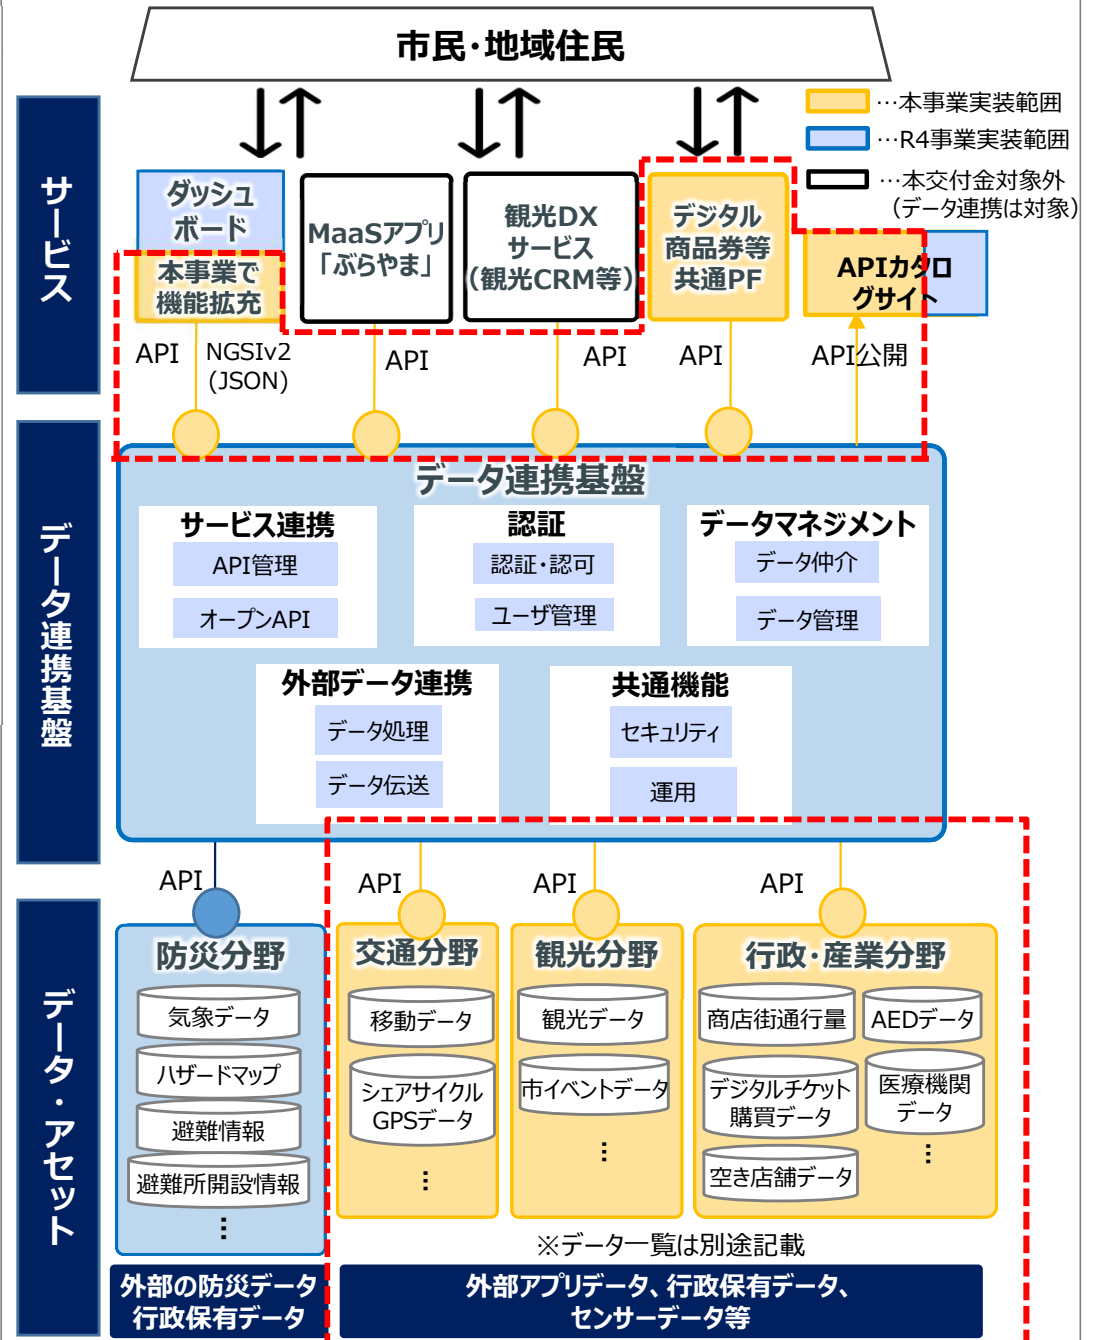 市民・地域住民
…本事業実装範囲
…R4事業実装範囲
…本交付金対象外
（データ連携は対象）
サービス
ダッシュ
ボード
本事業で
機能拡充
MaaSアプリ
「ぶらやま」
観光DX
サービス
（観光CRM等）
デジタル
商品券等
共通PF
APIカタロ
グサイト
API
NGSIv2
(JSON)
API
API
API
API公開
データ連携基盤
データ連携基盤
サービス連携
API管理
オープンAPI
認証
認証・認可
ユーザ管理
データマネジメント
データ仲介
データ管理
外部データ連携
データ処理
データ伝送
共通機能
セキュリティ
運用
API
API
API
API
データ・アセット
防災分野
気象データ
ハザードマップ
避難情報
避難所開設情報
…
交通分野
移動データ
シェアサイクル
GPSデータ
…
観光分野
観光データ
市イベントデータ
…
行政・産業分野
商店街通行量
AEDデータ
デジタルチケット
購買データ
医療機関
データ
空き店舗データ
…
※データ一覧は別途記載
外部の防災データ
行政保有データ
外部アプリデータ、行政保有データ、
センサーデータ等